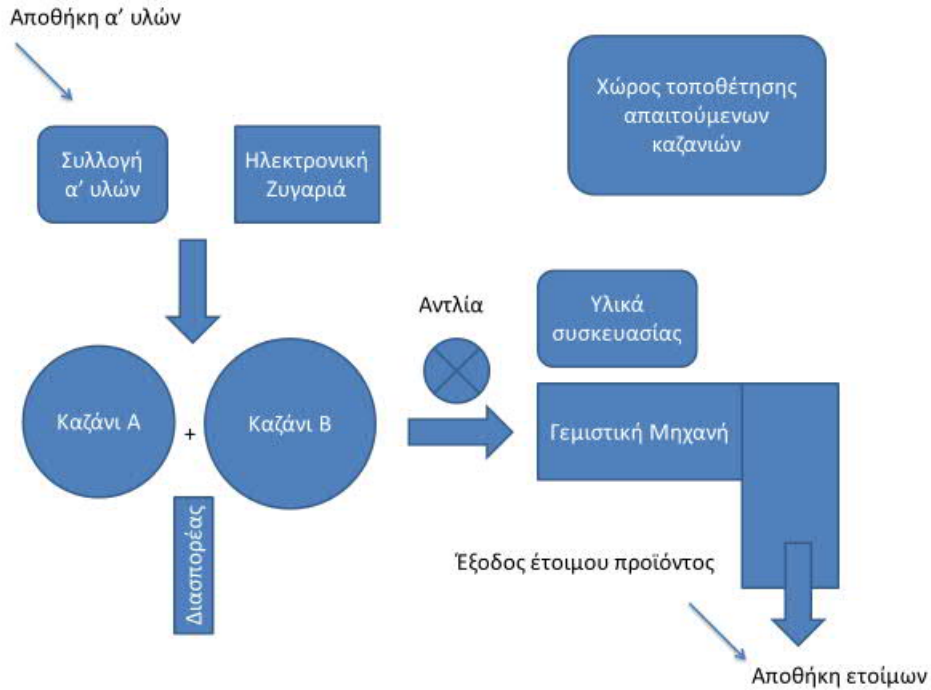 Αποθήκη α’ υλών
Χώρος τοποθέτησης
απαιτούμενων
καζανιών
Συλλογή
α’ υλών
Ηλεκτρονική
Ζυγαριά
Αντλία
Υλικά
συσκευασίας
Καζάνι Α
+
Καζάνι Β
Γεμιστική Μηχανή
Διασπορέας
Έξοδος έτοιμου προϊόντος
Αποθήκη ετοίμων